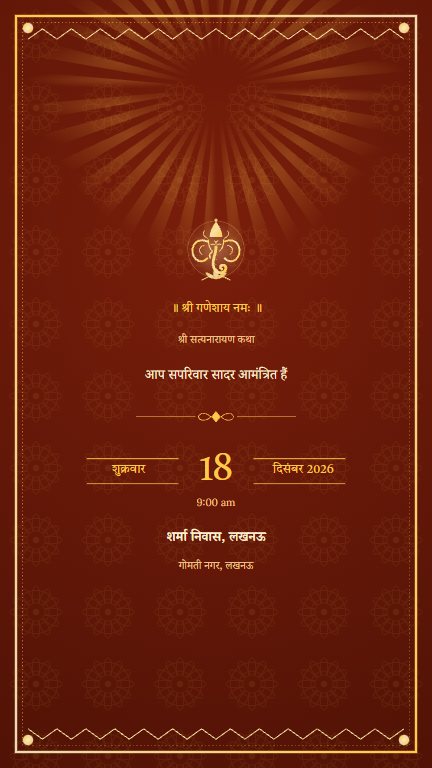 ॥ श्री गणेशाय नमः ॥
श्री सत्यनारायण कथा
आप सपरिवार सादर आमंत्रित हैं
शुक्रवार 18 दिसंबर 2026
9:00 am
शर्मा निवास, लखनऊ
गोमती नगर, लखनऊ